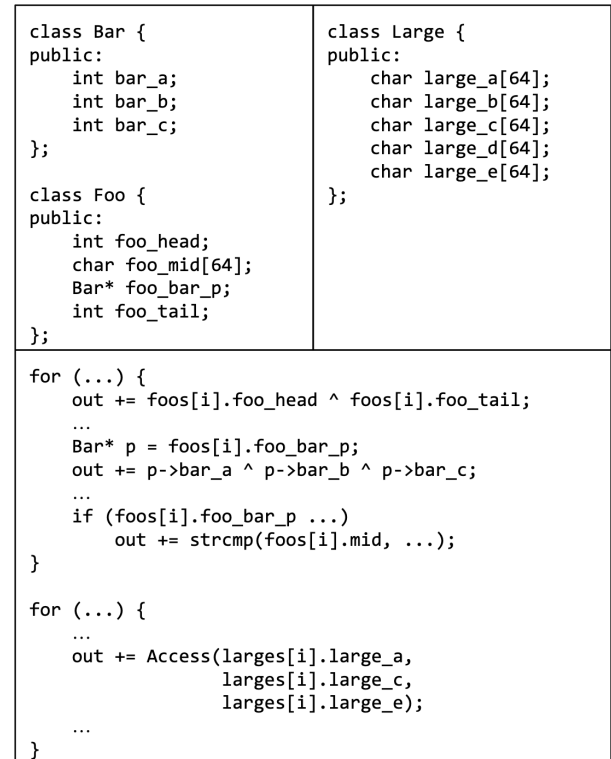 class Bar {
public:
    int bar_a;
    int bar_b;
    int bar_c;
};

class Foo {
public:
    int foo_head;
    char foo_mid[64];
    Bar* foo_bar_p;
    int foo_tail;
};

class Large {
public:
    char large_a[64];
    char large_b[64];
    char large_c[64];
    char large_d[64];
    char large_e[64];
};

for (...) {
    out += foos[i].foo_head ^ foos[i].foo_tail;
    …
    Bar* p = foos[i].foo_bar_p;
    out += p->bar_a ^ p->bar_b ^ p->bar_c;
    …
    if (foos[i].foo_bar_p ...)
        out += strcmp(foos[i].mid, ...);
}

for (...) {
    …
    out += Access(larges[i].large_a,
                  larges[i].large_c,
                  larges[i].large_e);
    …
}